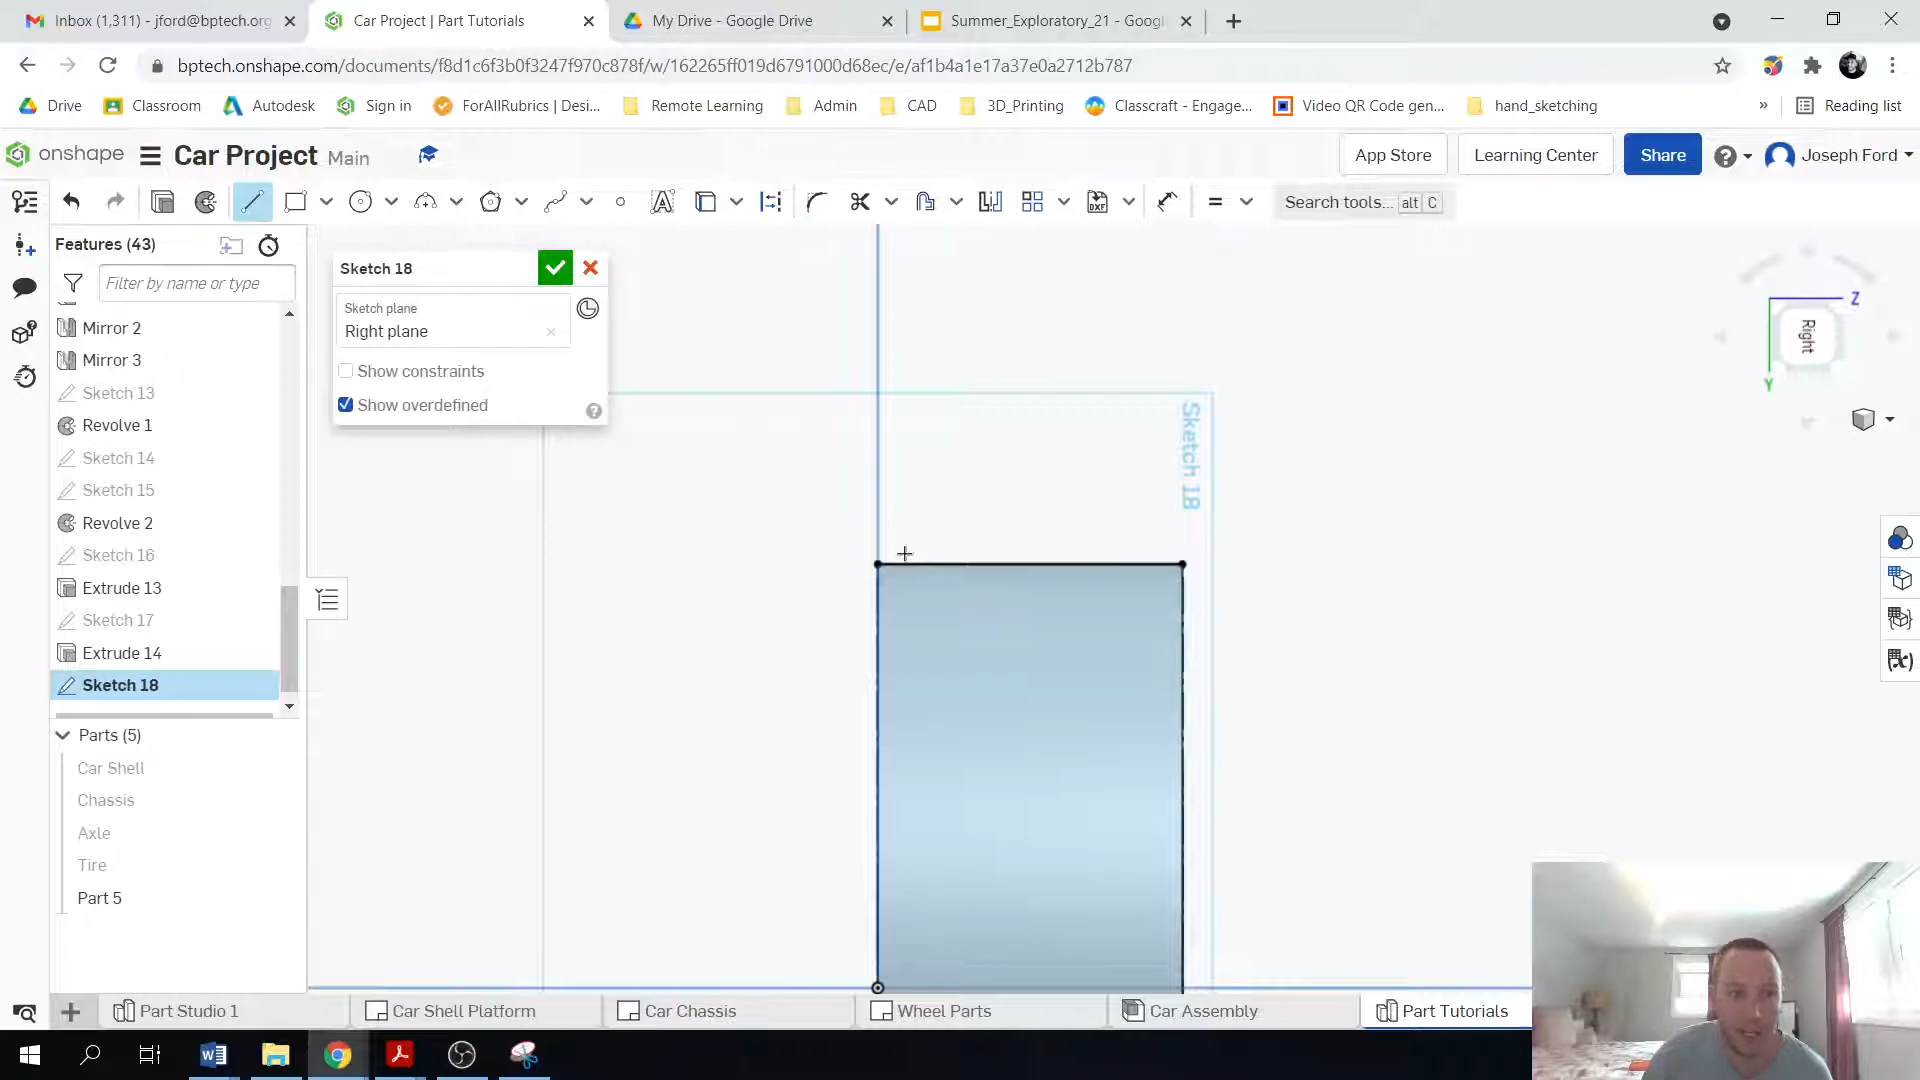 Inbox (1,311) - jford@bptech.org
Car Project | Part Tutorials
My Drive - Google Drive
Summer_Exploratory_21 - Googl
bptech.onshape.com/documents/f8d1c6f3b0f3247f970c878f/w/162265ff019d6791000d68ec/e/af1b4a1e17a37e0a2712b787
Drive
Classroom
Autodesk
Sign in
ForAllRubrics | Desi...
Remote Learning
Admin
CAD
3D_Printing
Classcraft - Engage...
Video QR Code gen...
hand_sketching
»
Reading list
onshape
Car Project Main
App Store
Learning Center
Share
Joseph Ford
Search tools... alt C
Features (43)
Filter by name or type
Mirror 2
Mirror 3
Sketch 13
Revolve 1
Sketch 14
Sketch 15
Revolve 2
Sketch 16
Extrude 13
Sketch 17
Extrude 14
Sketch 18
Parts (5)
Car Shell
Chassis
Axle
Tire
Part 5
Sketch 18
Sketch plane
Right plane
Show constraints
Show overdefined
Sketch 18
Z
Right
Y
Part Studio 1
Car Shell Platform
Car Chassis
Wheel Parts
Car Assembly
Part Tutorials